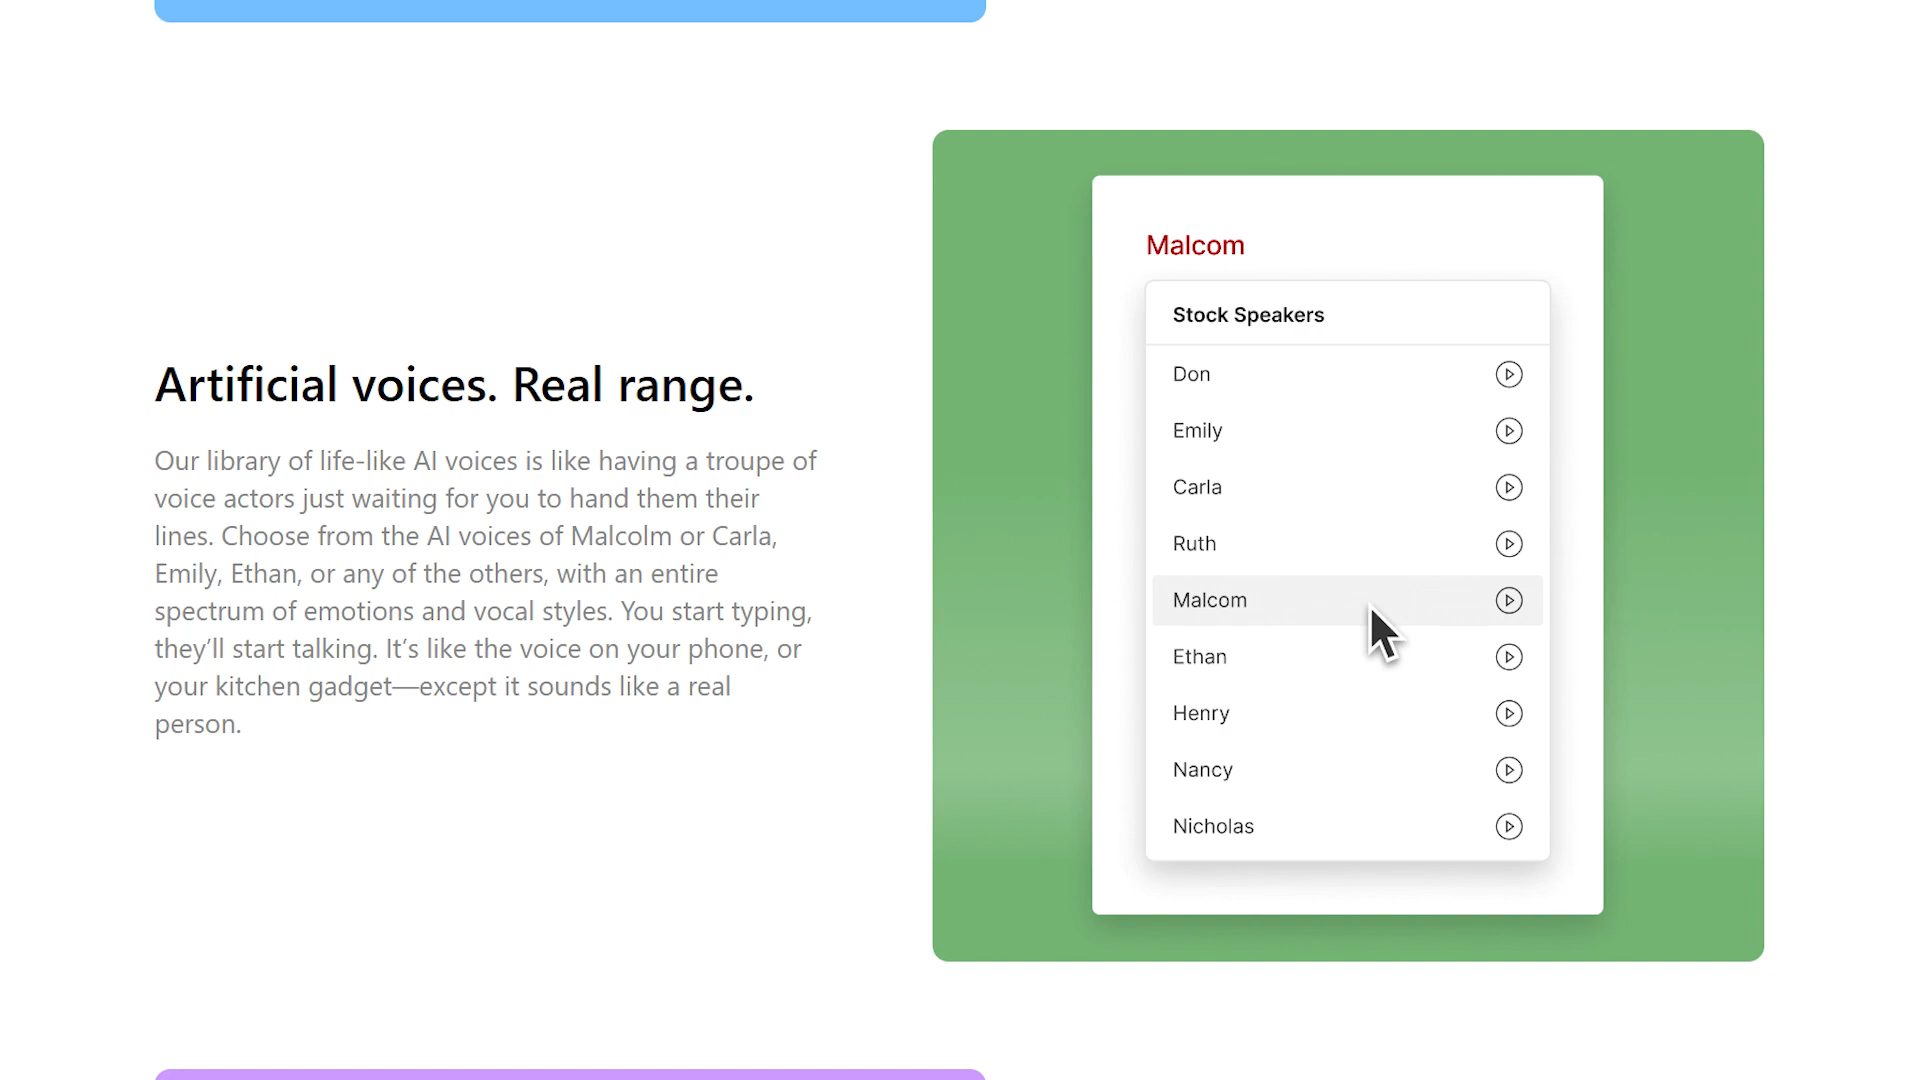 Artificial voices. Real range.
Our library of life-like AI voices is like having a troupe of
voice actors just waiting for you to hand them their
lines. Choose from the AI voices of Malcolm or Carla,
Emily, Ethan, or any of the others, with an entire
spectrum of emotions and vocal styles. You start typing,
they’ll start talking. It’s like the voice on your phone, or
your kitchen gadget—except it sounds like a real
person.
Malcom
Stock Speakers
Don
Emily
Carla
Ruth
Malcom
Ethan
Henry
Nancy
Nicholas